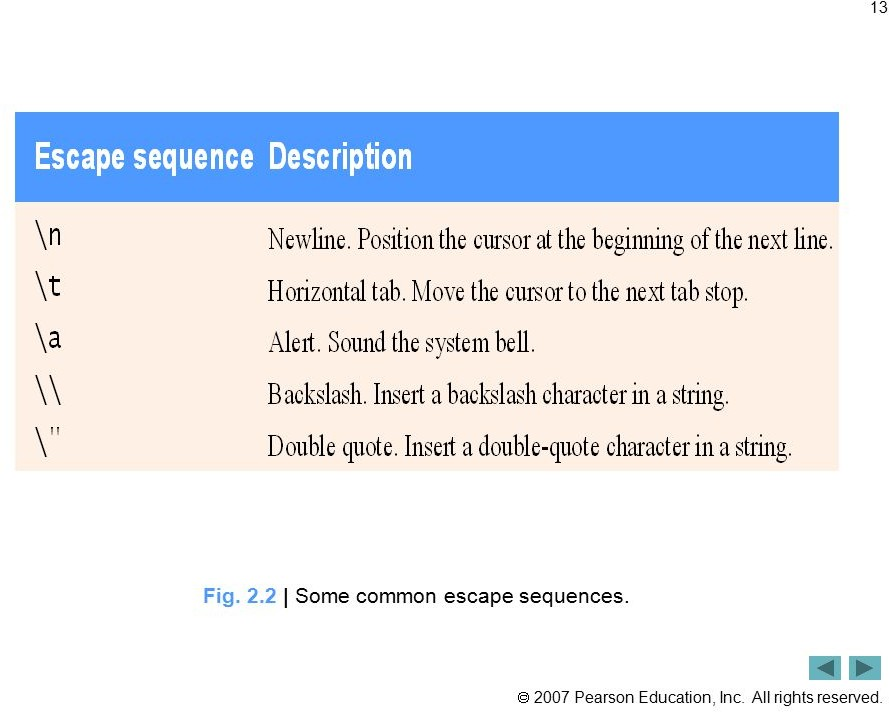 13
Escape sequence Description
\n Newline. Position the cursor at the beginning of the next line.
\t Horizontal tab. Move the cursor to the next tab stop.
\a Alert. Sound the system bell.
\\ Backslash. Insert a backslash character in a string.
\" Double quote. Insert a double-quote character in a string.
Fig. 2.2 | Some common escape sequences.
© 2007 Pearson Education, Inc. All rights reserved.